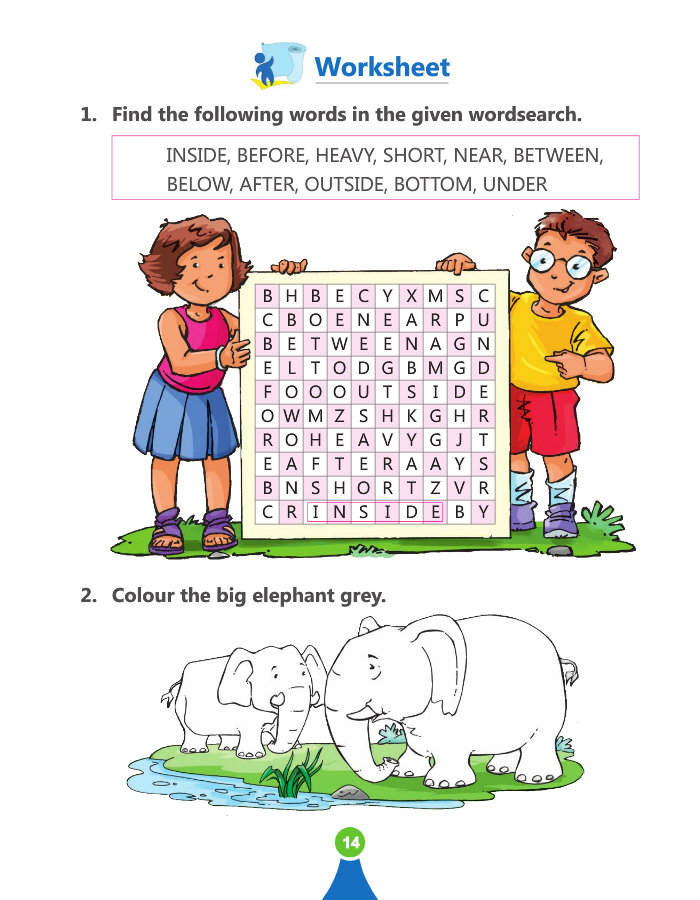 Worksheet
1. Find the following words in the given wordsearch.
INSIDE, BEFORE, HEAVY, SHORT, NEAR, BETWEEN,
BELOW, AFTER, OUTSIDE, BOTTOM, UNDER
B H B E C Y X M S C
C B O E N E A R P U
B E T W E E N A G N
E L T O D G B M G D
F O O O U T S I D E
O W M Z S H K G H R
R O H E A V Y G J T
E A F T E R A A Y S
B N S H O R T Z V R
C R I N S I D E B Y
2. Colour the big elephant grey.
14